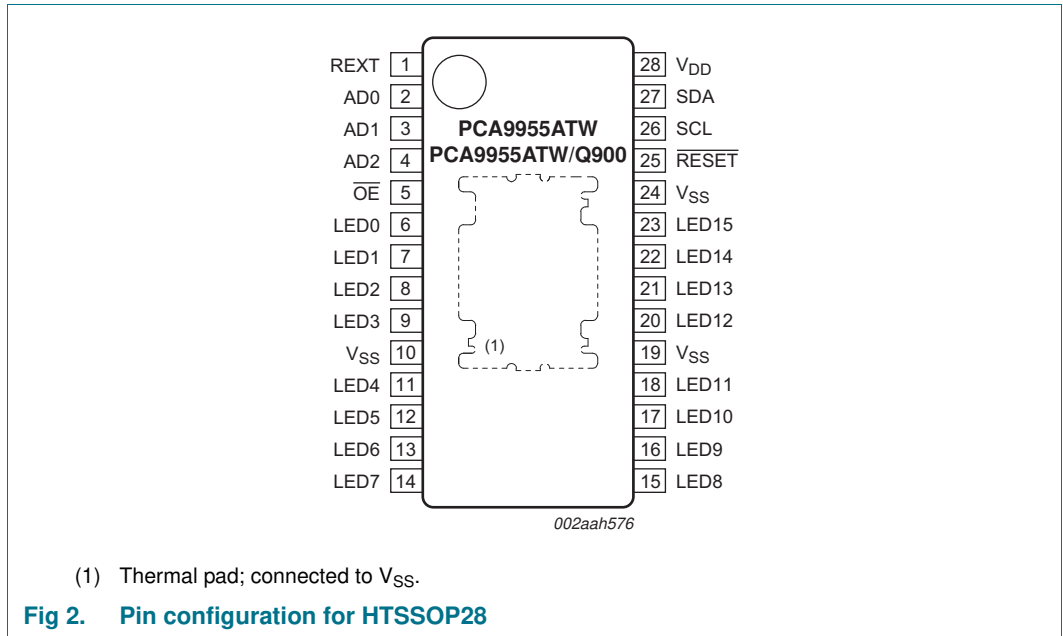 REXT 1 28 VDD
AD0 2 27 SDA
AD1 3 PCA9955ATW 26 SCL
AD2 4 PCA9955ATW/Q900 25 RESET
OE 5 24 VSS
LED0 6 23 LED15
LED1 7 22 LED14
LED2 8 21 LED13
LED3 9 20 LED12
VSS 10 (1) 19 VSS
LED4 11 18 LED11
LED5 12 17 LED10
LED6 13 16 LED9
LED7 14 15 LED8
002aah576
(1) Thermal pad; connected to VSS.
Fig 2. Pin configuration for HTSSOP28